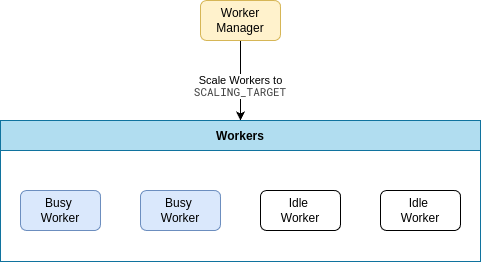 Worker
Manager
Scale Workers to
SCALING_TARGET
Workers
Busy
Worker
Busy
Worker
Idle
Worker
Idle
Worker